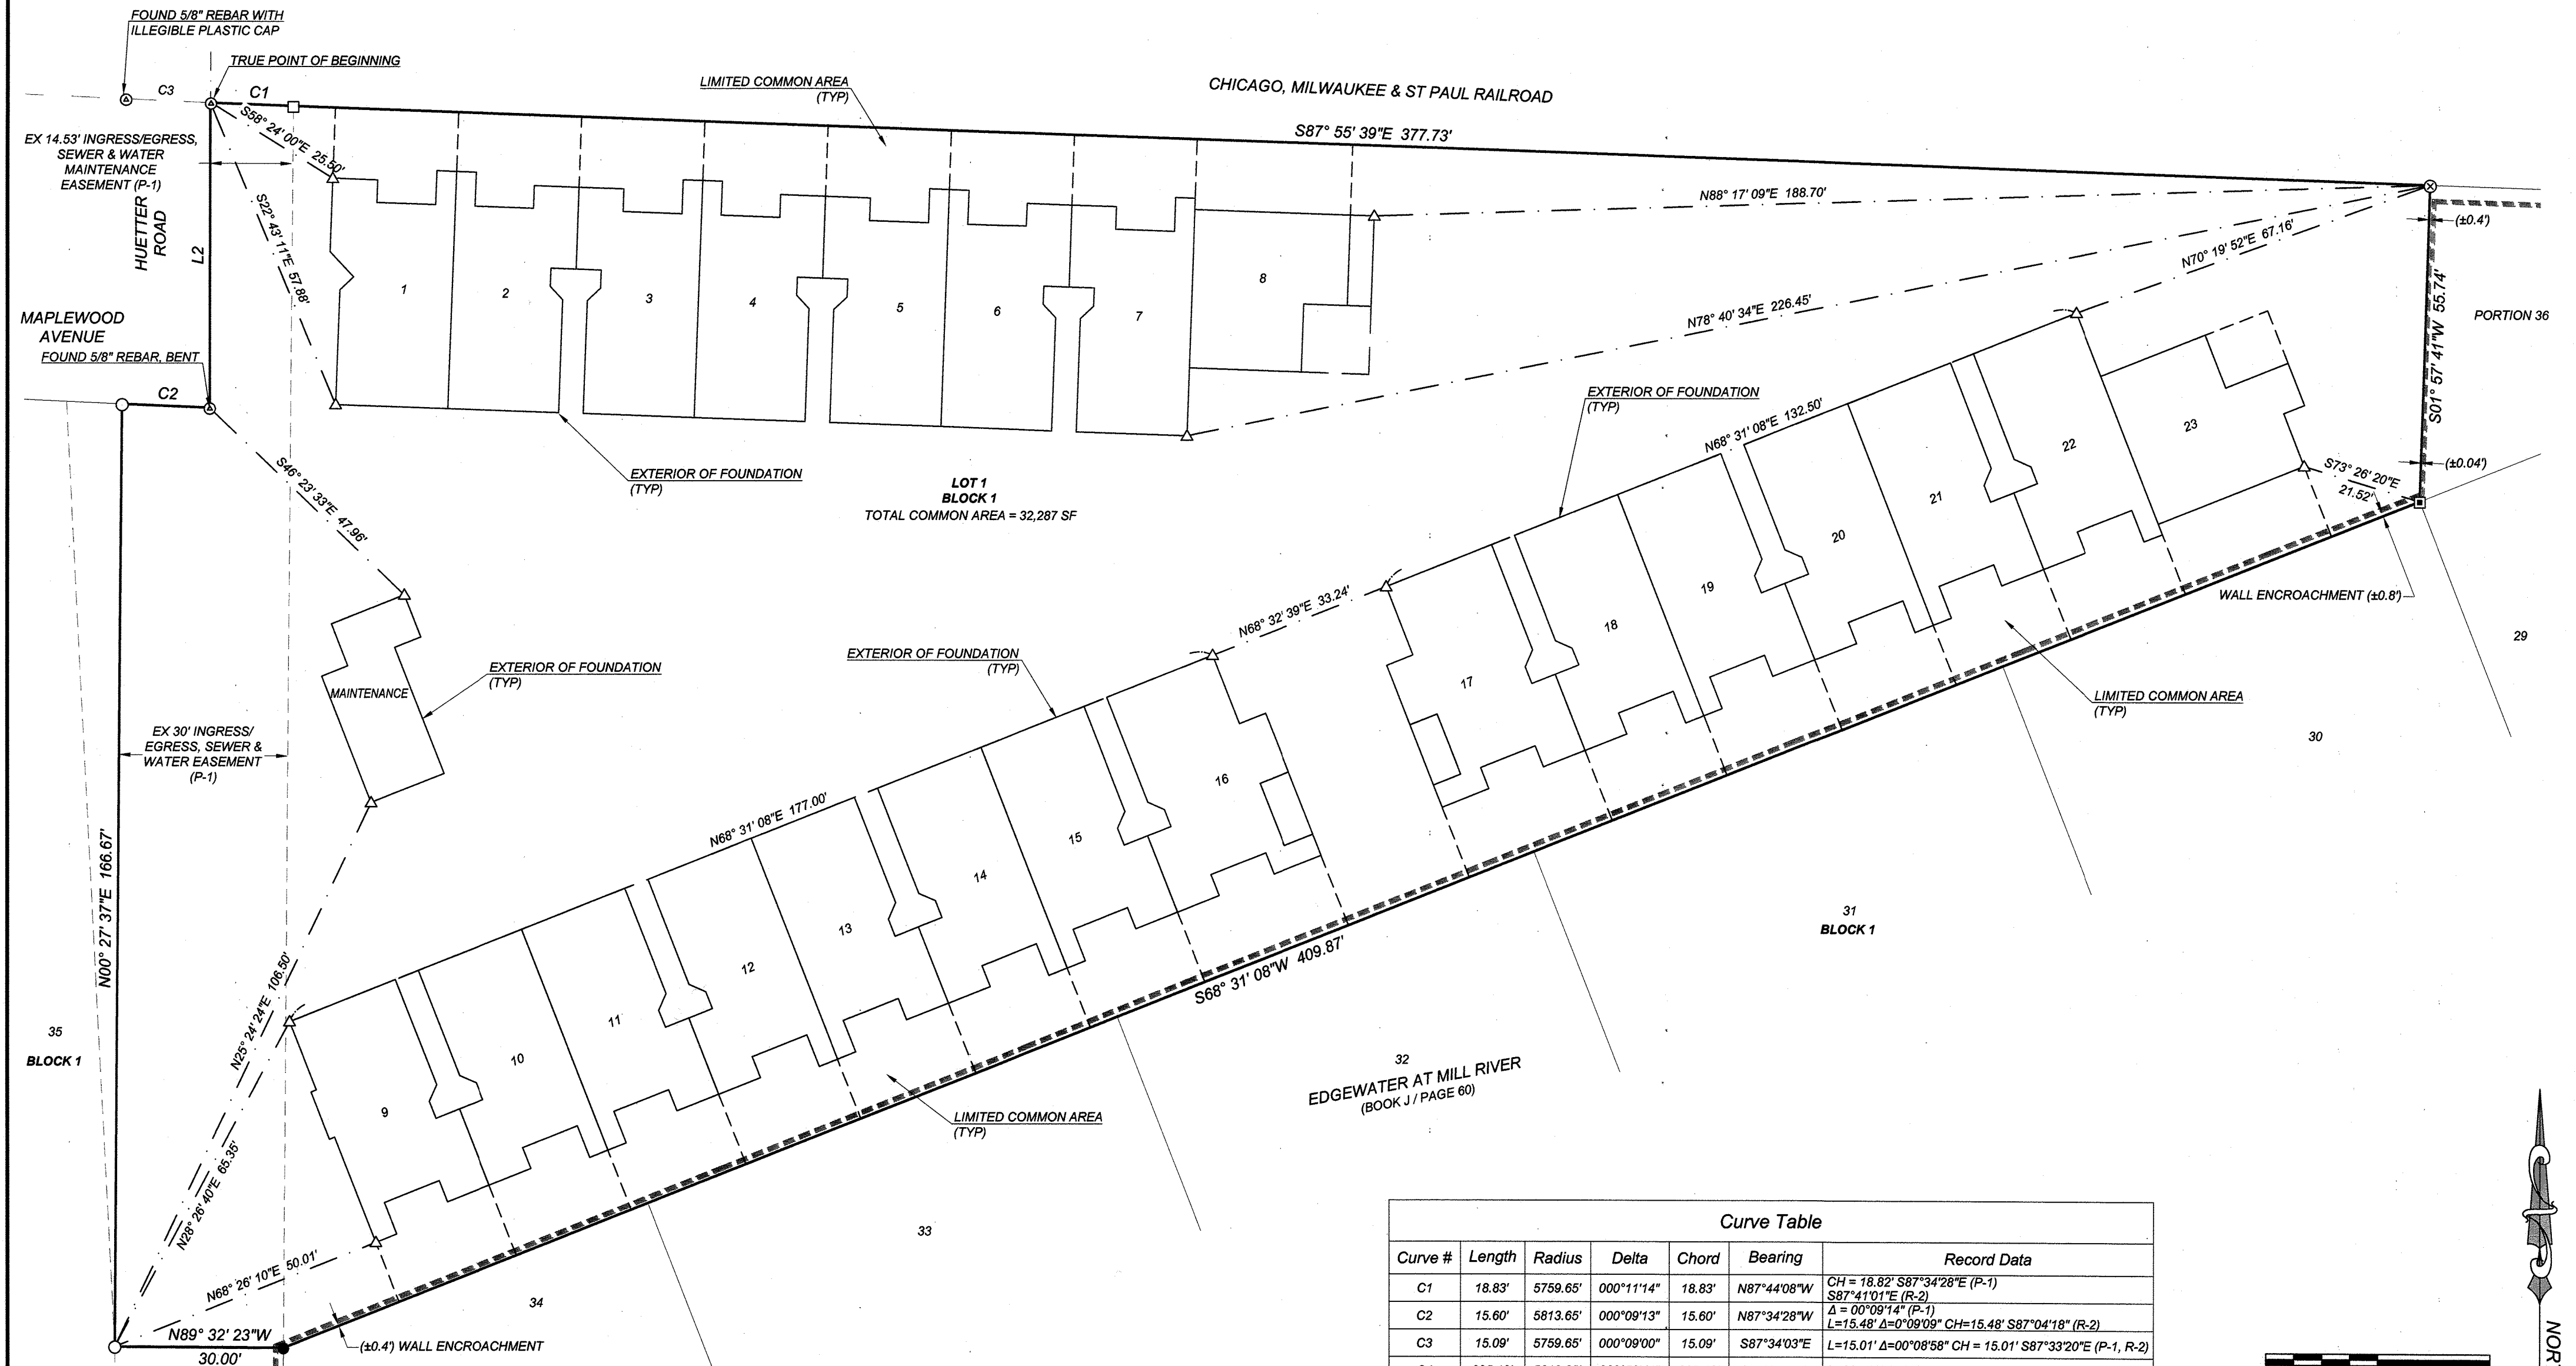 FOUND 5/8" REBAR WITH
ILLEGIBLE PLASTIC CAP
TRUE POINT OF BEGINNING
C3
C1
LIMITED COMMON AREA
(TYP)
CHICAGO, MILWAUKEE & ST PAUL RAILROAD
S87° 55' 39"E 377.73'
S58° 24' 00"E 25.50'
EX 14.53' INGRESS/EGRESS,
SEWER & WATER
MAINTENANCE
EASEMENT (P-1)
HUETTER
ROAD
L2
S22° 43' 11"E 57.88'
N88° 17' 09"E 188.70'
(±0.4')
N70° 19' 52"E 67.16'
N78° 40' 34"E 226.45'
S01° 57' 41"W 55.74'
PORTION 36
1
2
3
4
5
6
7
8
MAPLEWOOD
AVENUE
FOUND 5/8" REBAR, BENT
C2
EXTERIOR OF FOUNDATION
(TYP)
N68° 31' 08"E 132.50'
EXTERIOR OF FOUNDATION
(TYP)
LOT 1
BLOCK 1
TOTAL COMMON AREA = 32,287 SF
S46° 23' 33"E 47.96'
(±0.04')
S73° 26' 20"E
21.52'
WALL ENCROACHMENT (±0.8')
17
18
19
20
21
22
23
29
N68° 32' 39"E 33.24'
EXTERIOR OF FOUNDATION
(TYP)
EXTERIOR OF FOUNDATION
(TYP)
MAINTENANCE
LIMITED COMMON AREA
(TYP)
30
EX 30' INGRESS/
EGRESS, SEWER &
WATER EASEMENT
(P-1)
N00° 27' 37"E 166.67'
N68° 31' 08"E 177.00'
9
10
11
12
13
14
15
16
31
BLOCK 1
S68° 31' 08"W 409.87'
N25° 24' 24"E 106.50'
N28° 26' 40"E 65.35'
35
BLOCK 1
32
EDGEWATER AT MILL RIVER
(BOOK J / PAGE 60)
LIMITED COMMON AREA
(TYP)
33
34
N68° 26' 10"E 50.01'
N89° 32' 23"W
30.00'
(±0.4') WALL ENCROACHMENT
Curve Table
Curve # Length Radius Delta Chord Bearing Record Data
C1 18.83' 5759.65' 000°11'14" 18.83' N87°44'08"W CH = 18.82' S87°34'28"E (P-1)
S87°41'01"E (R-2)
C2 15.60' 5813.65' 000°09'13" 15.60' N87°34'28"W Δ = 00°09'14" (P-1)
L=15.48' Δ=0°09'09" CH=15.48' S87°04'18" (R-2)
C3 15.09' 5759.65' 000°09'00" 15.09' S87°34'03"E L=15.01' Δ=00°08'58" CH = 15.01' S87°33'20"E (P-1, R-2)